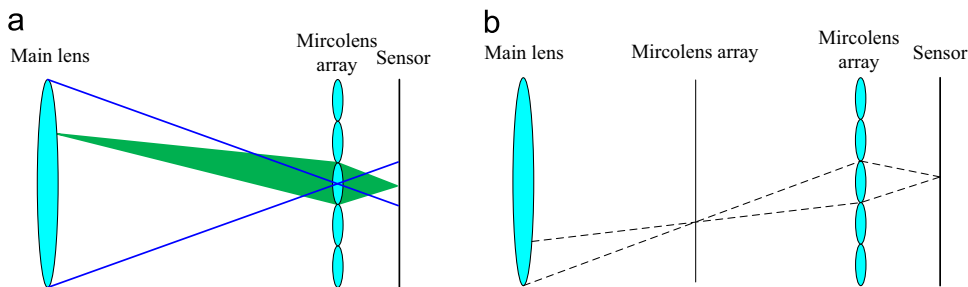 a
Main lens
Mircolens
array
Sensor
b
Main lens
Mircolens array
Mircolens
array
Sensor